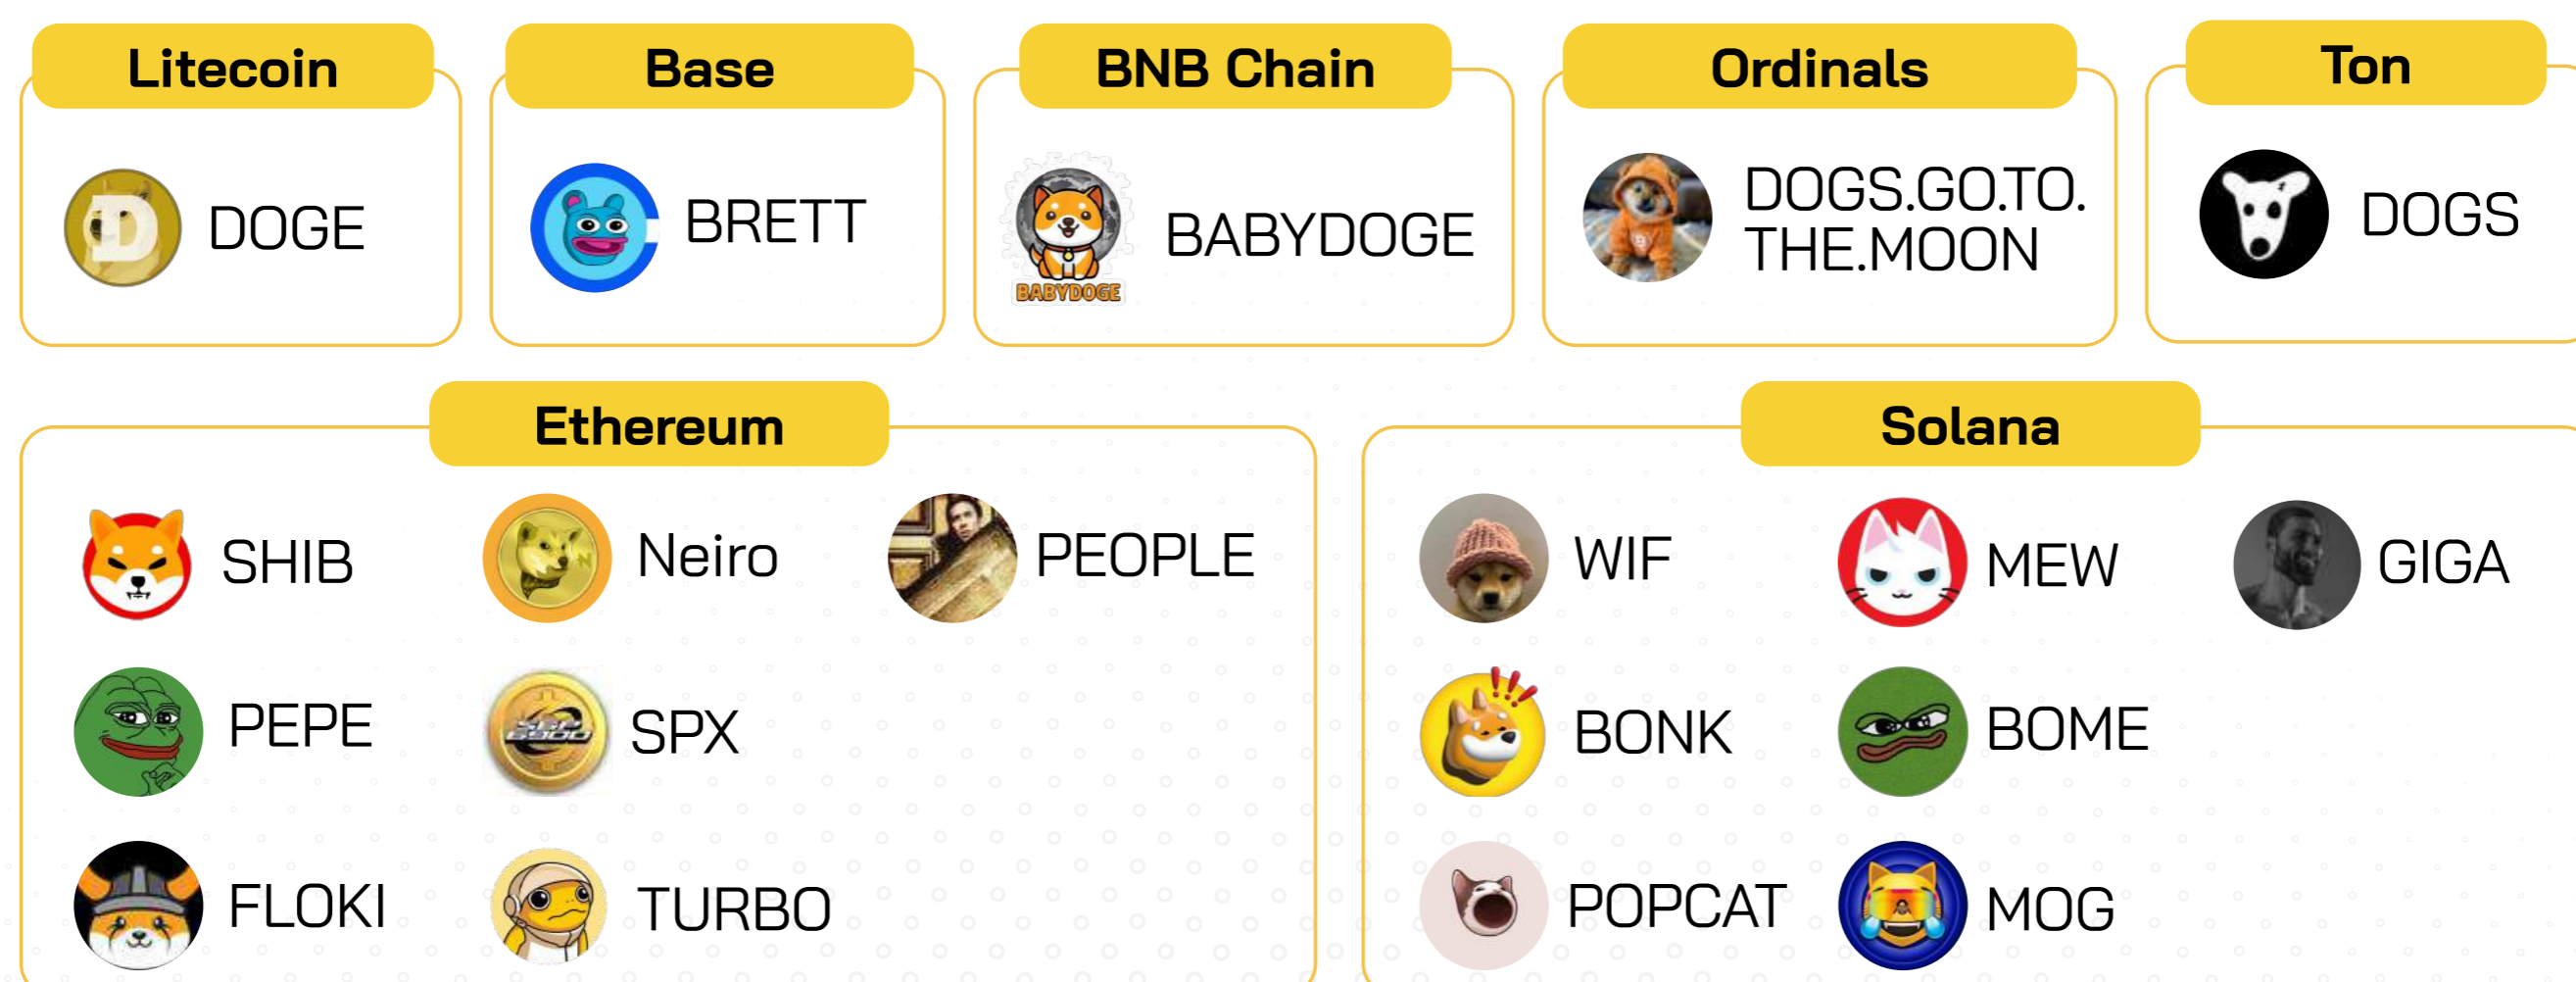 Litecoin
Base
BNB Chain
Ordinals
Ton
DOGE
BRETT
BABYDOGE
BABYDOGE
DOGS.GO.TO.
THE.MOON
DOGS
Ethereum
SHIB
Neiro
PEOPLE
PEPE
SPX
FLOKI
TURBO
Solana
WIF
MEW
GIGA
BONK
BOME
POPCAT
MOG